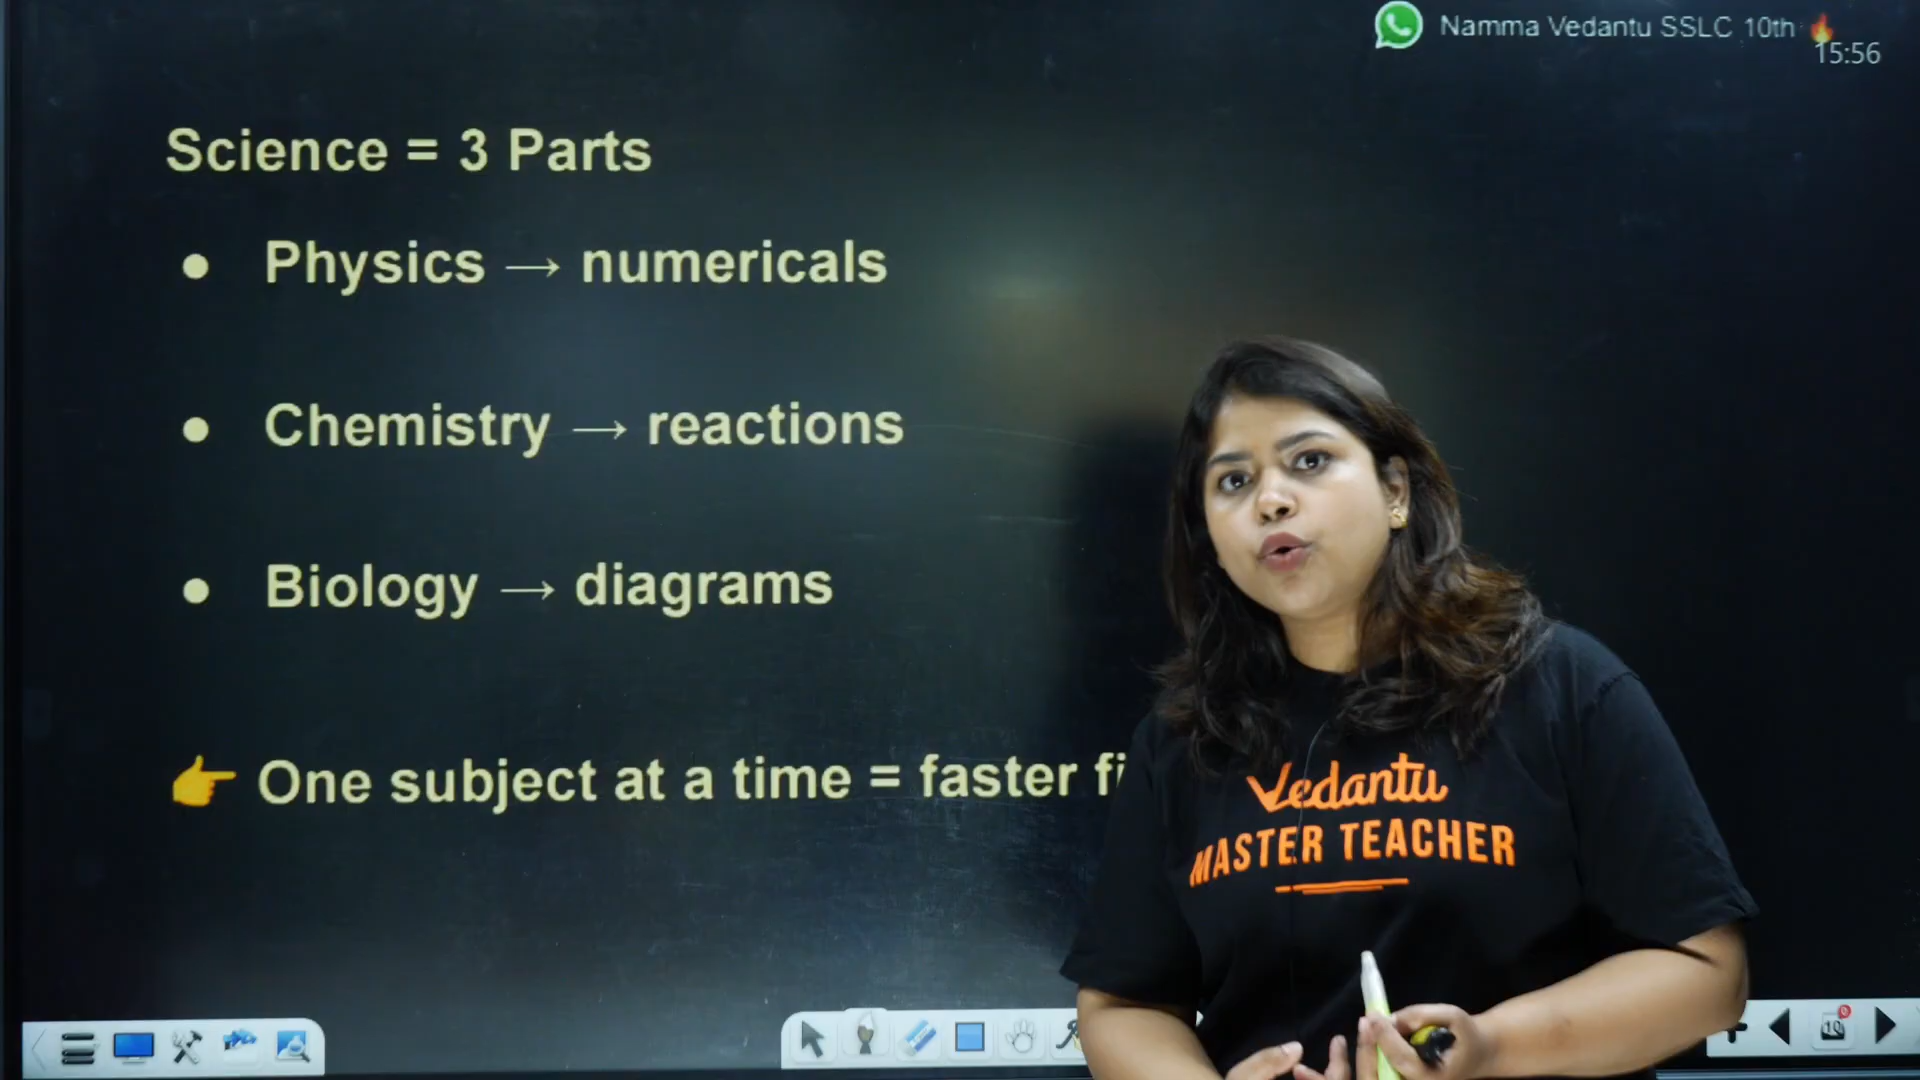 Namma Vedantu SSLC 10th 🔥
15:56
Science = 3 Parts
● Physics → numericals
● Chemistry → reactions
● Biology → diagrams
👉 One subject at a time = faster
Vedantu
MASTER TEACHER
10